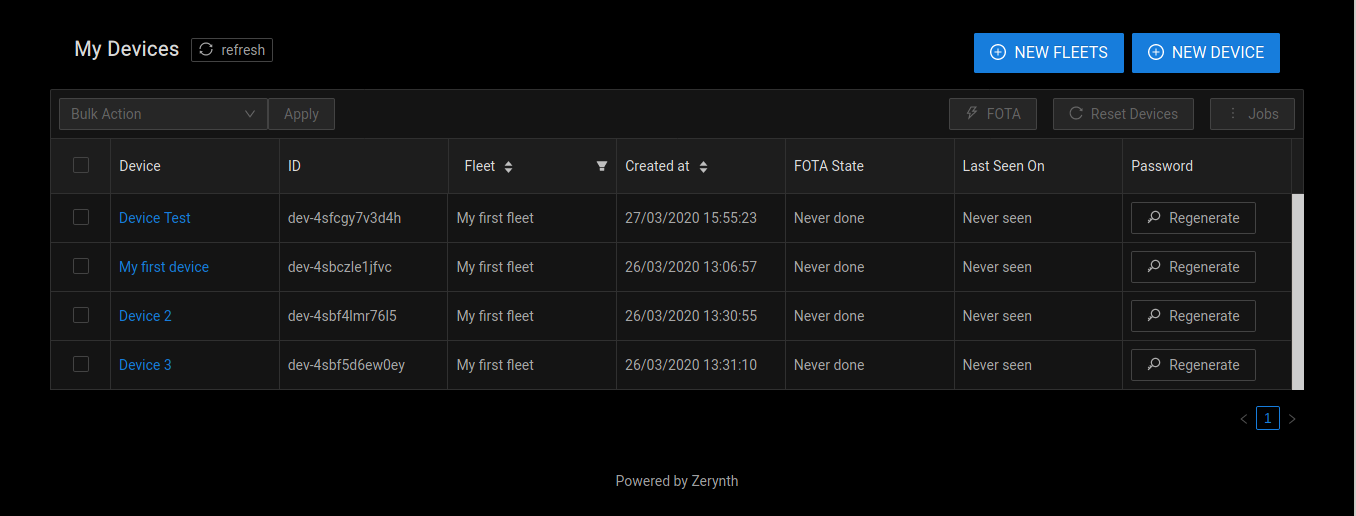 My Devices refresh NEW FLEETS NEW DEVICE
Bulk Action Apply FOTA Reset Devices Jobs
Device ID Fleet Created at FOTA State Last Seen On Password
Device Test dev-4sfcgy7v3d4h My first fleet 27/03/2020 15:55:23 Never done Never seen Regenerate
My first device dev-4sbczle1jfvc My first fleet 26/03/2020 13:06:57 Never done Never seen Regenerate
Device 2 dev-4sbf4lmr76l5 My first fleet 26/03/2020 13:30:55 Never done Never seen Regenerate
Device 3 dev-4sbf5d6ew0ey My first fleet 26/03/2020 13:31:10 Never done Never seen Regenerate
1
Powered by Zerynth